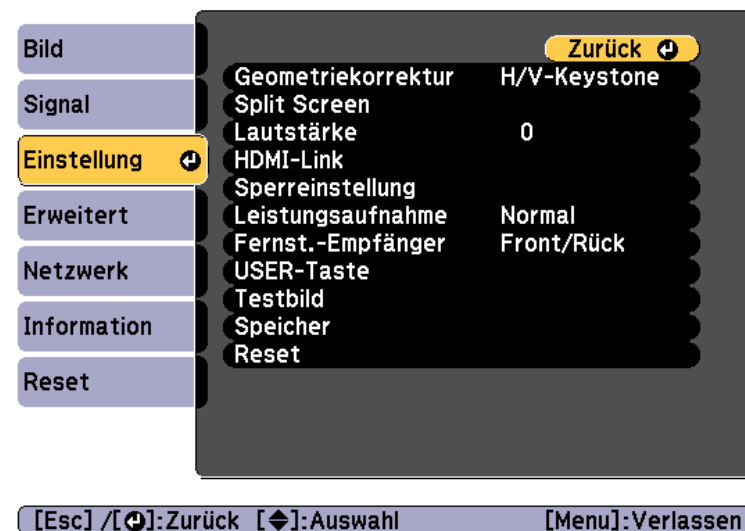 Bild
Signal
Einstellung
Erweitert
Netzwerk
Information
Reset
Zurück
Geometriekorrektur H/V-Keystone
Split Screen
Lautstärke 0
HDMI-Link
Sperreinstellung
Leistungsaufnahme Normal
Fernst.-Empfänger Front/Rück
USER-Taste
Testbild
Speicher
Reset
[Esc] /[⏎]:Zurück [◆]:Auswahl [Menu]:Verlassen